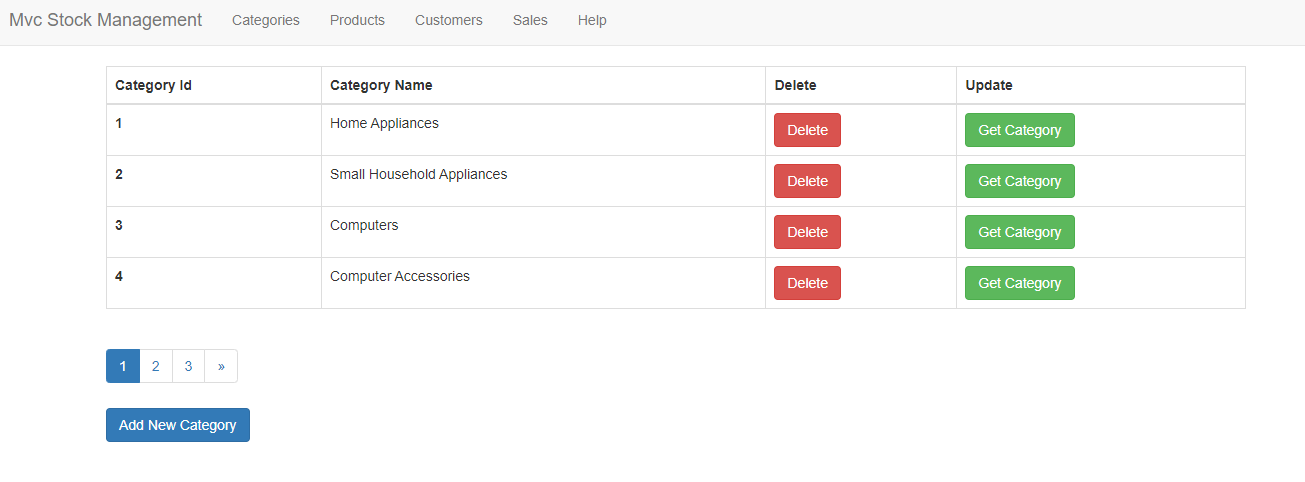 Mvc Stock Management Categories Products Customers Sales Help
Category Id Category Name Delete Update
1 Home Appliances Delete Get Category
2 Small Household Appliances Delete Get Category
3 Computers Delete Get Category
4 Computer Accessories Delete Get Category
1 2 3 »
Add New Category